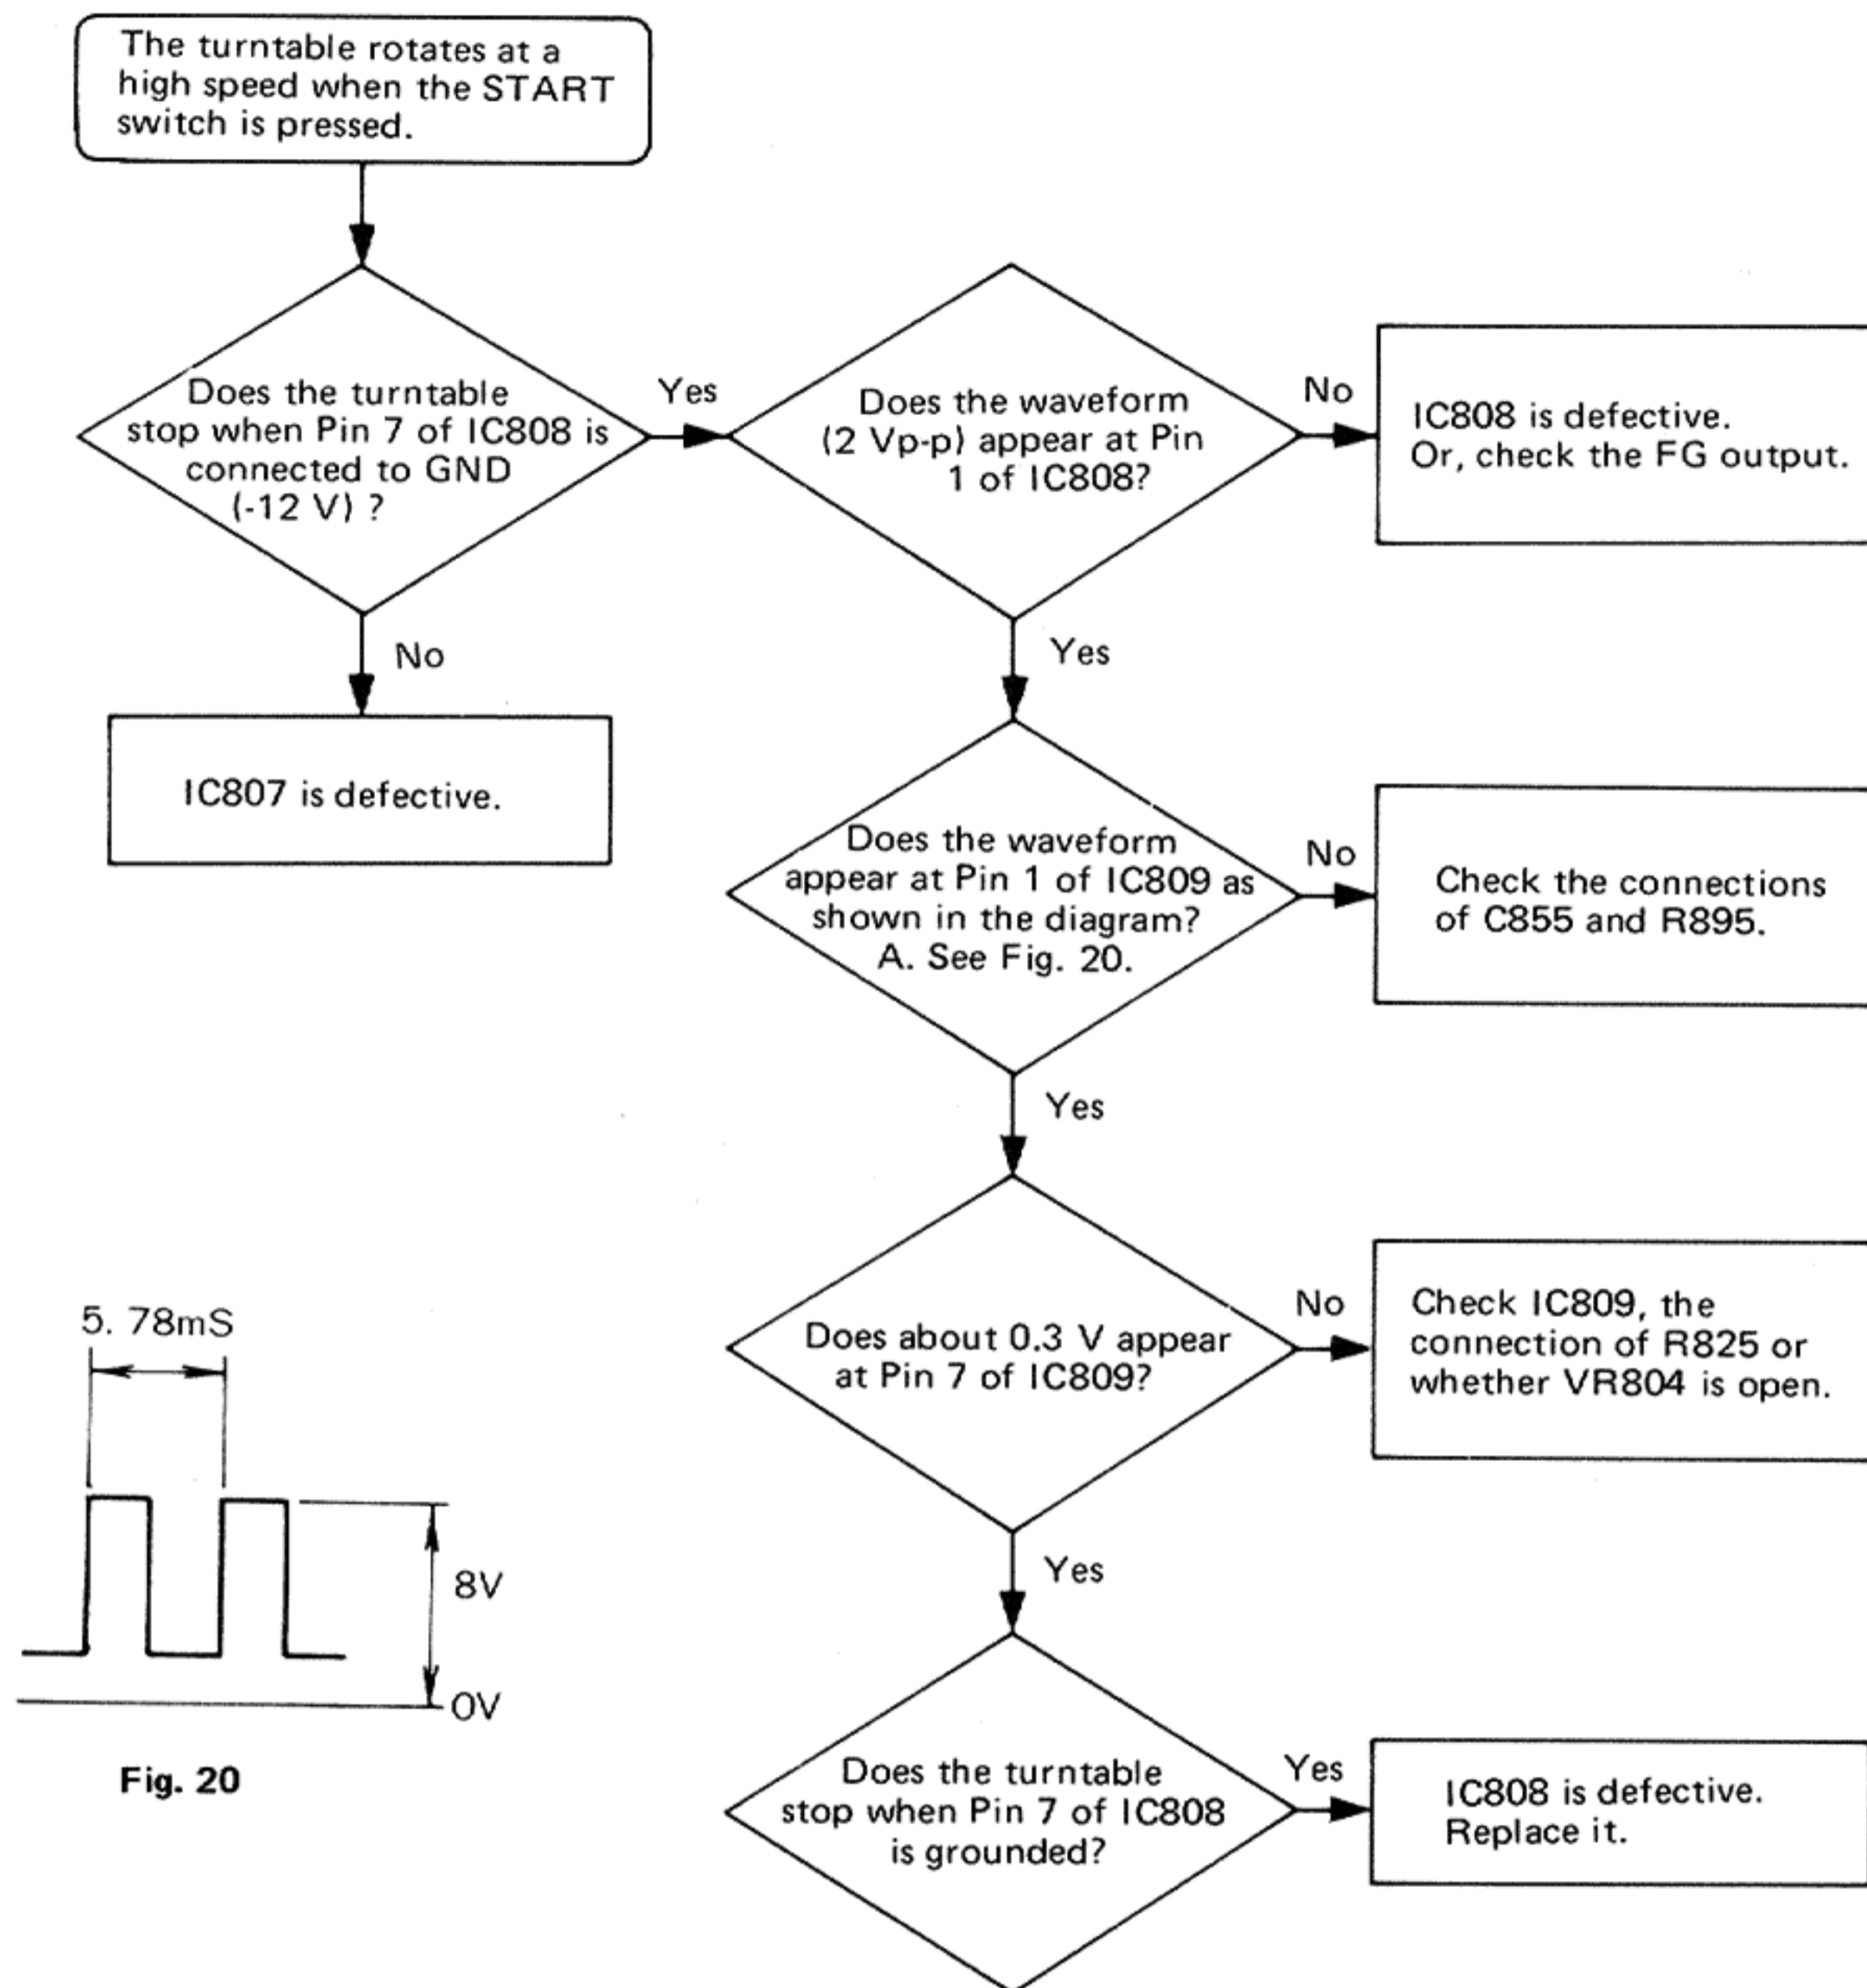 The turntable rotates at a
high speed when the START
switch is pressed.
Does the turntable
stop when Pin 7 of IC808 is
connected to GND
(-12 V) ?
Yes
Does the waveform
(2 Vp-p) appear at Pin
1 of IC808?
No
IC808 is defective.
Or, check the FG output.
No
IC807 is defective.
Yes
Does the waveform
appear at Pin 1 of IC809 as
shown in the diagram?
A. See Fig. 20.
No
Check the connections
of C855 and R895.
Yes
Does about 0.3 V appear
at Pin 7 of IC809?
No
Check IC809, the
connection of R825 or
whether VR804 is open.
Yes
Does the turntable
stop when Pin 7 of IC808
is grounded?
Yes
IC808 is defective.
Replace it.
5. 78mS
8V
0V
Fig. 20